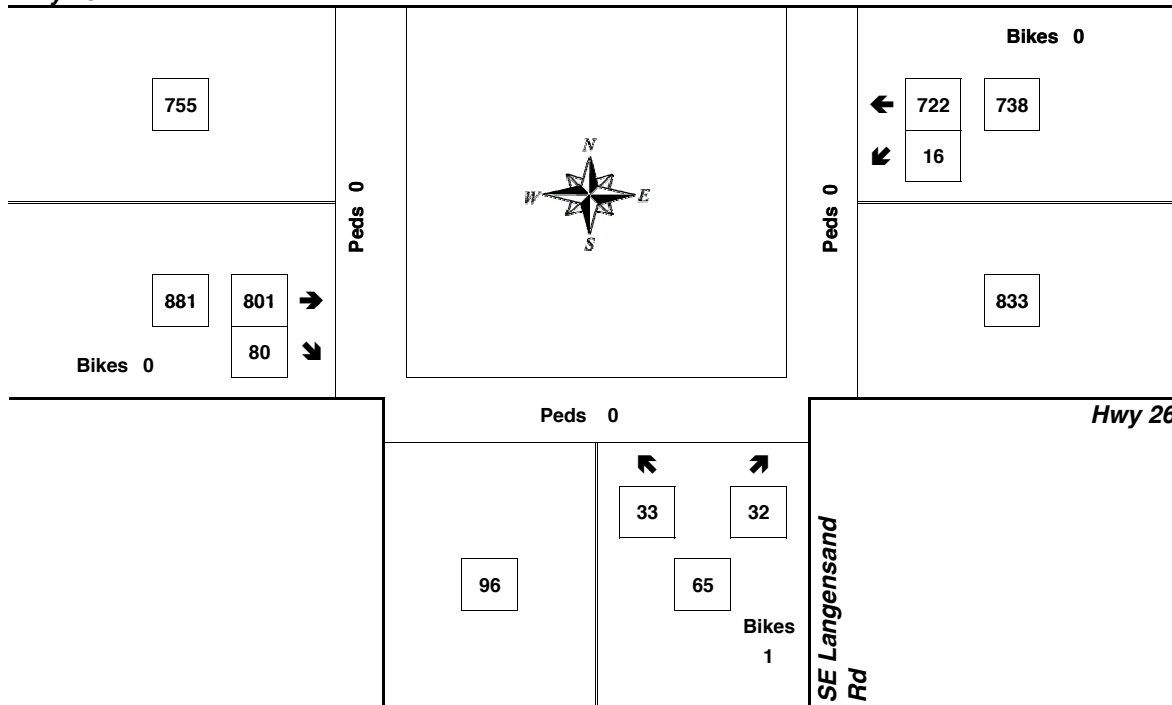 Bikes 0
755
722 738
16
N
W E
S
Peds 0
Peds 0
881 801
80
833
Bikes 0
Peds 0
Hwy 26
33 32
96 65
Bikes
1
SE Langensand
Rd